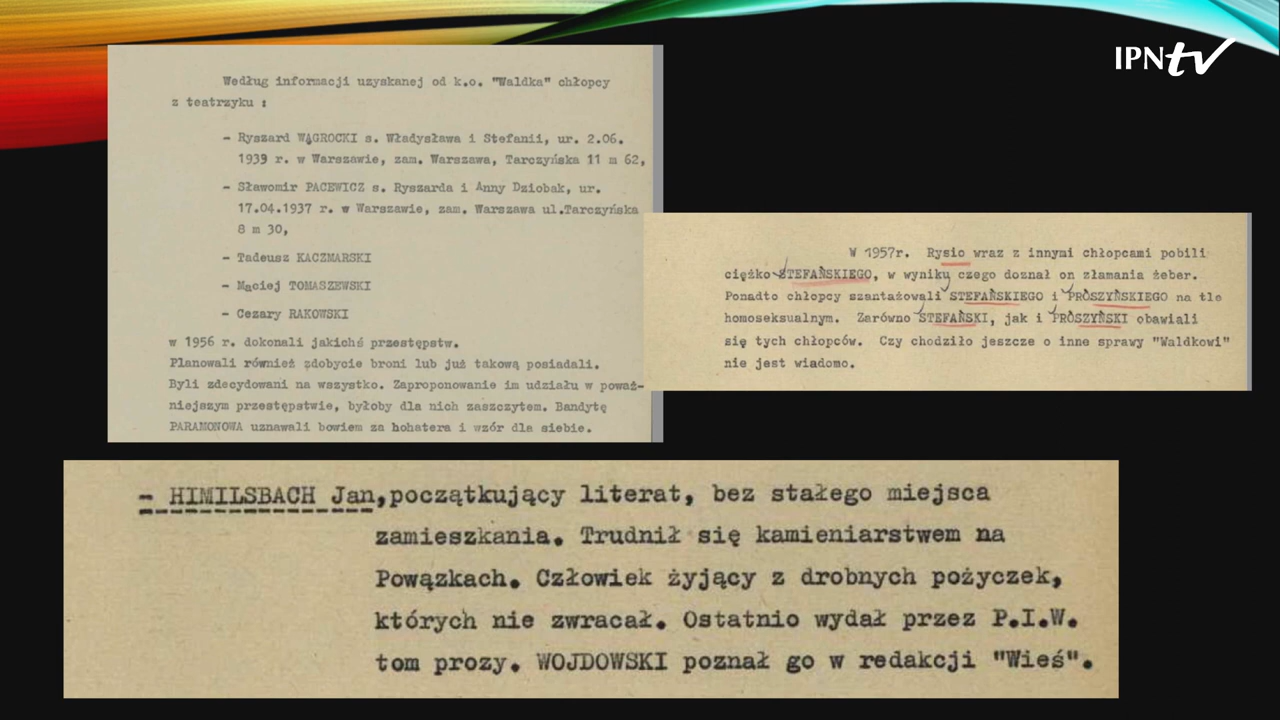 IPNtv
Według informacji uzyskanej od k.o. "Waldka" chłopcy
z teatrzyku :
- Ryszard WĄGROCKI s. Władysława i Stefanii, ur. 2.06.
1939 r. w Warszawie, zam. Warszawa, Tarczyńska 11 m 62,
- Sławomir PACEWICZ s. Ryszarda i Anny Dziobak, ur.
17.04.1937 r. w Warszawie, zam. Warszawa ul.Tarczyńska
8 m 30,
- Tadeusz KACZMARSKI
- Maciej TOMASZEWSKI
- Cezary RAKOWSKI
w 1956 r. dokonali jakichś przestępstw.
Planowali również zdobycie broni lub już takową posiadali.
Byli zdecydowani na wszystko. Zaproponowanie im udziału w poważ-
niejszym przestępstwie, byłoby dla nich zaszczytem. Bandytę
PARAMONOWA uznawali bowiem za bohatera i wzór dla siebie.
W 1957r. Rysio wraz z innymi chłopcami pobili
ciężko STEFAŃSKIEGO, w wyniku czego doznał on złamania żeber.
Ponadto chłopcy szantażowali STEFAŃSKIEGO i PRÓSZYŃSKIEGO na tle
homoseksualnym. Zarówno STEFAŃSKI, jak i PRÓSZYŃSKI obawiali
się tych chłopców. Czy chodziło jeszcze o inne sprawy "Waldkowi"
nie jest wiadomo.
- HIMILSBACH Jan,początkujący literat, bez stałego miejsca
zamieszkania. Trudnił się kamieniarstwem na
Powązkach. Człowiek żyjący z drobnych pożyczek,
których nie zwracał. Ostatnio wydał przez P.I.W.
tom prozy. WOJDOWSKI poznał go w redakcji "Wieś".